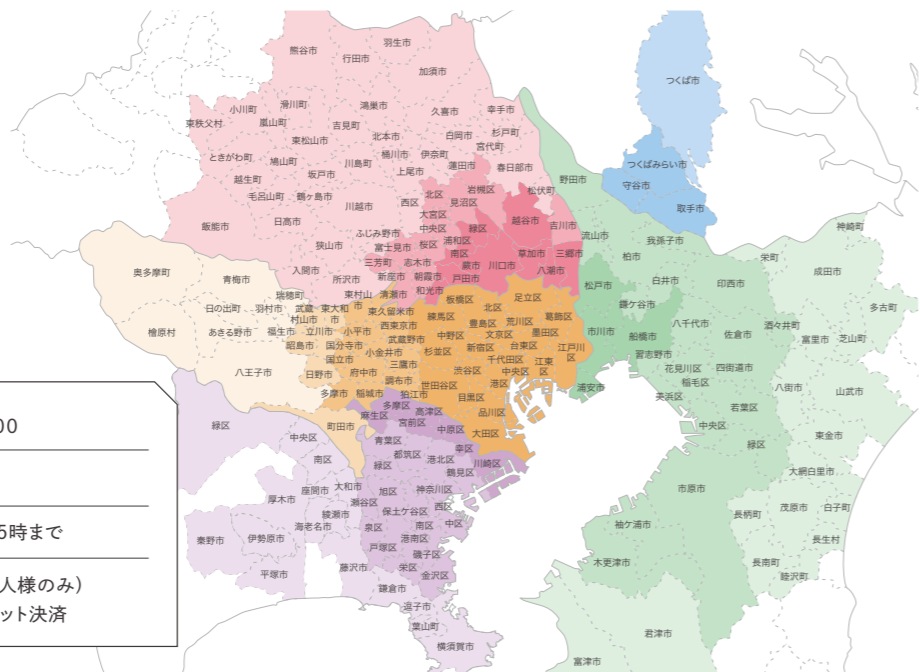 熊谷市
行田市
羽生市
加須市
つくば市
小川町
滑川町
鴻巣市
久喜市
幸手市
東秩父村
嵐山町
吉見町
白岡市
杉戸町
東松山市
北本市
宮代町
ときがわ町
鳩山町
川島町
桶川市
伊奈町
蓮田市
春日部市
つくばみらい市
越生町
坂戸市
上尾市
野田市
守谷市
毛呂山町
鶴ヶ島市
川越市
西区
北区
見沼区
岩槻区
松伏町
取手市
飯能市
日高市
大宮区
中央区
緑区
越谷市
吉川市
流山市
神崎町
狭山市
ふじみ野市
富士見市
桜区
浦和区
南区
草加市
三郷市
我孫子市
柏市
栄町
成田市
奥多摩町
青梅市
入間市
所沢市
三芳町
志木市
新座市
朝霞市
蕨市
戸田市
川口市
八潮市
松戸市
白井市
印西市
瑞穂町
東村山市
清瀬市
和光市
鎌ケ谷市
多古町
日の出町
羽村市
武蔵村山市
東大和市
東久留米市
練馬区
板橋区
北区
足立区
葛飾区
八千代市
酒々井町
檜原村
あきる野市
福生市
立川市
小平市
西東京市
豊島区
荒川区
文京区
墨田区
市川市
船橋市
佐倉市
富里市
芝山町
昭島市
国分寺市
武蔵野市
中野区
新宿区
台東区
江戸川区
習志野市
八王子市
国立市
小金井市
三鷹市
杉並区
千代田区
江東区
花見川区
四街道市
日野市
府中市
調布市
渋谷区
中央区
稲毛区
八街市
山武市
多摩市
稲城市
狛江市
世田谷区
港区
浦安市
美浜区
目黒区
若葉区
00
緑区
町田市
麻生区
多摩区
高津区
宮前区
中原区
品川区
大田区
中央区
緑区
東金市
中央区
青葉区
都筑区
港北区
幸区
川崎区
大網白里市
南区
緑区
鶴見区
市原市
厚木市
座間市
大和市
旭区
神奈川区
長柄町
茂原市
白子町
綾瀬市
瀬谷区
保土ケ谷区
西区
5時まで
海老名市
泉区
南区
中区
袖ケ浦市
長生村
秦野市
伊勢原市
戸塚区
港南区
磯子区
木更津市
長南町
睦沢町
人様のみ)
平塚市
藤沢市
栄区
金沢区
鎌倉市
ット決済
逗子市
葉山町
君津市
横須賀市
富津市